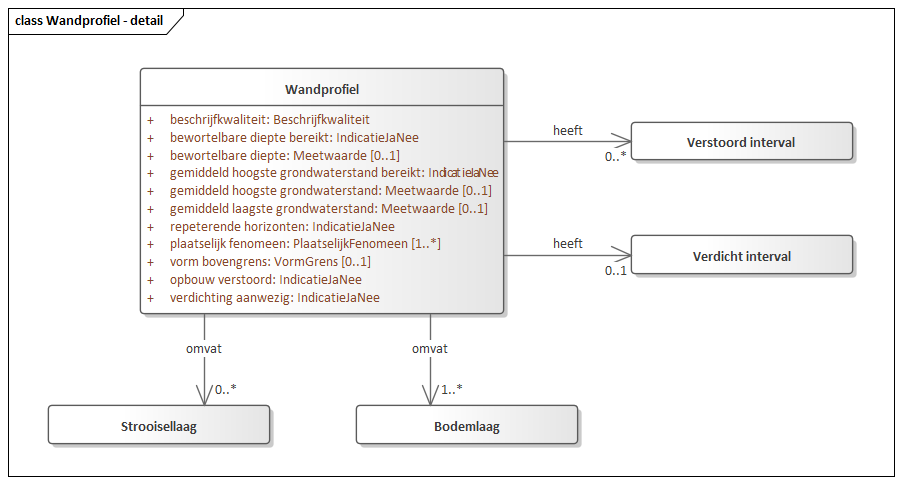 class Wandprofiel - detail
Wandprofiel
+ beschrijfkwaliteit: Beschrijfkwaliteit
+ bewortelbare diepte bereikt: IndicatieJaNee
+ bewortelbare diepte: Meetwaarde [0..1]
+ gemiddeld hoogste grondwaterstand bereikt: IndicatieJaNee
+ gemiddeld hoogste grondwaterstand: Meetwaarde [0..1]
+ gemiddeld laagste grondwaterstand: Meetwaarde [0..1]
+ repeterende horizonten: IndicatieJaNee
+ plaatselijk fenomeen: PlaatselijkFenomeen [1..*]
+ vorm bovengrens: VormGrens [0..1]
+ opbouw verstoord: IndicatieJaNee
+ verdichting aanwezig: IndicatieJaNee
heeft
0..*
Verstoord interval
heeft
0..1
Verdicht interval
omvat
0..*
Strooisellaag
omvat
1..*
Bodemlaag